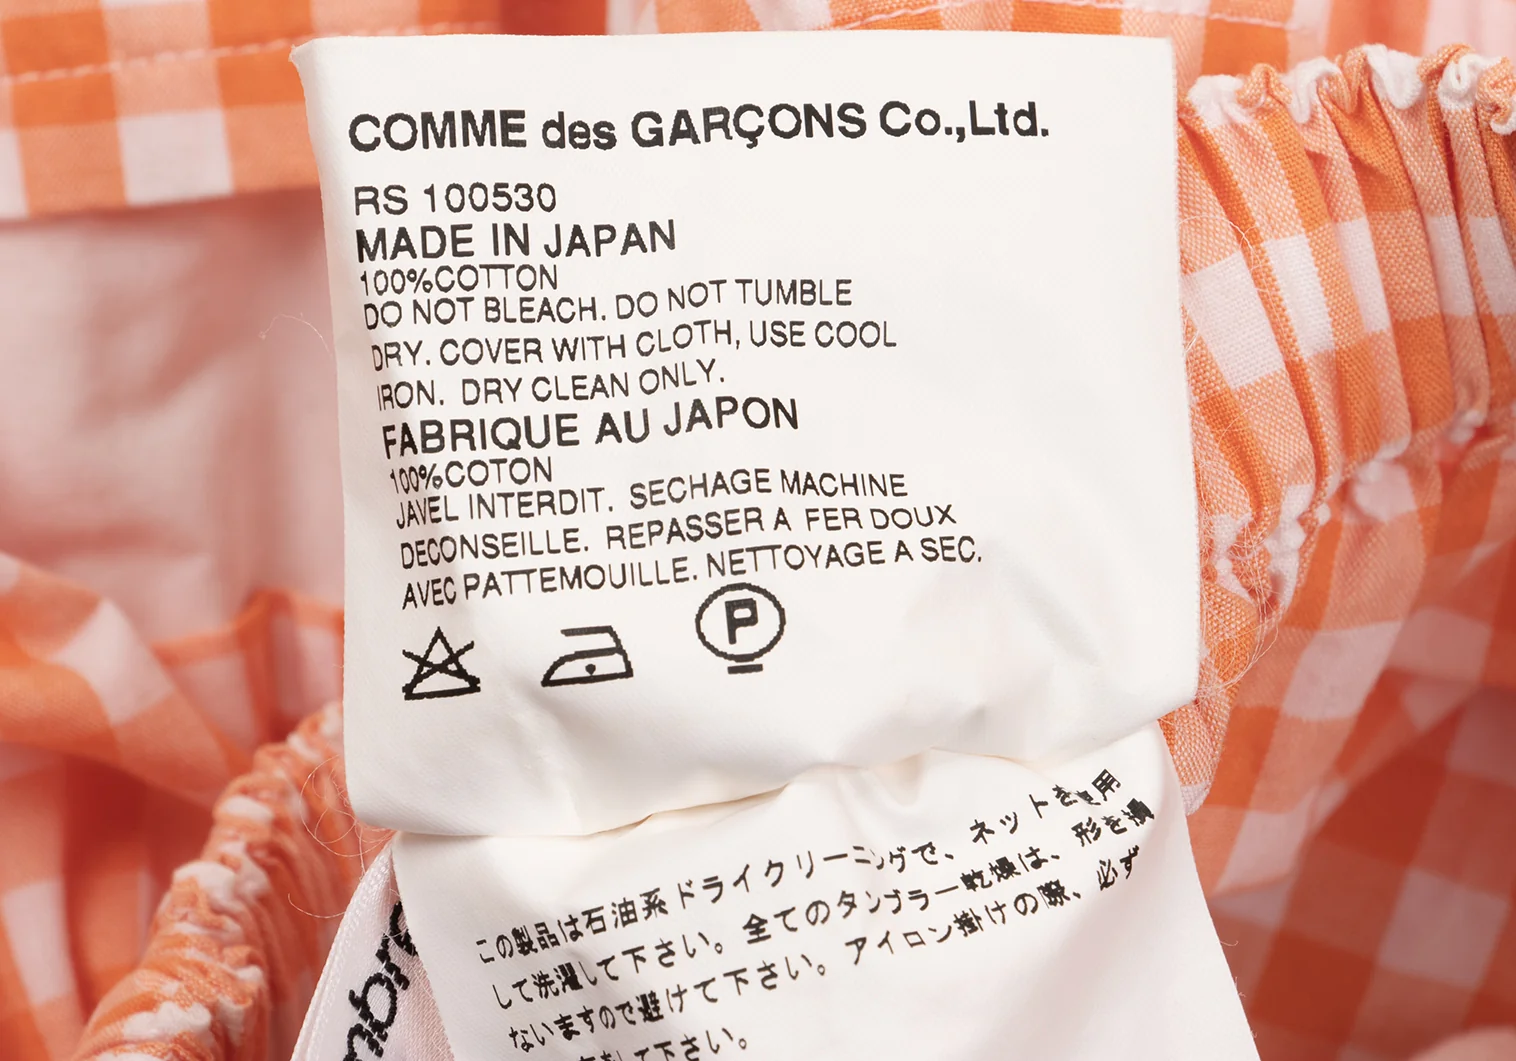 COMME des GARÇONS Co.,Ltd.
RS 100530
MADE IN JAPAN
100%COTTON
DO NOT BLEACH. DO NOT TUMBLE
DRY. COVER WITH CLOTH, USE COOL
IRON. DRY CLEAN ONLY.
FABRIQUE AU JAPON
100%COTON
JAVEL INTERDIT. SECHAGE MACHINE
DECONSEILLE. REPASSER A FER DOUX
AVEC PATTEMOUILLE. NETTOYAGE A SEC.
P
この製品は石油系ドライクリーニングで、ネットを使用
して洗濯して下さい。全てのタンブラー乾燥は、形を損
ないますので避けて下さい。アイロン掛けの際、必ず
して下さい。